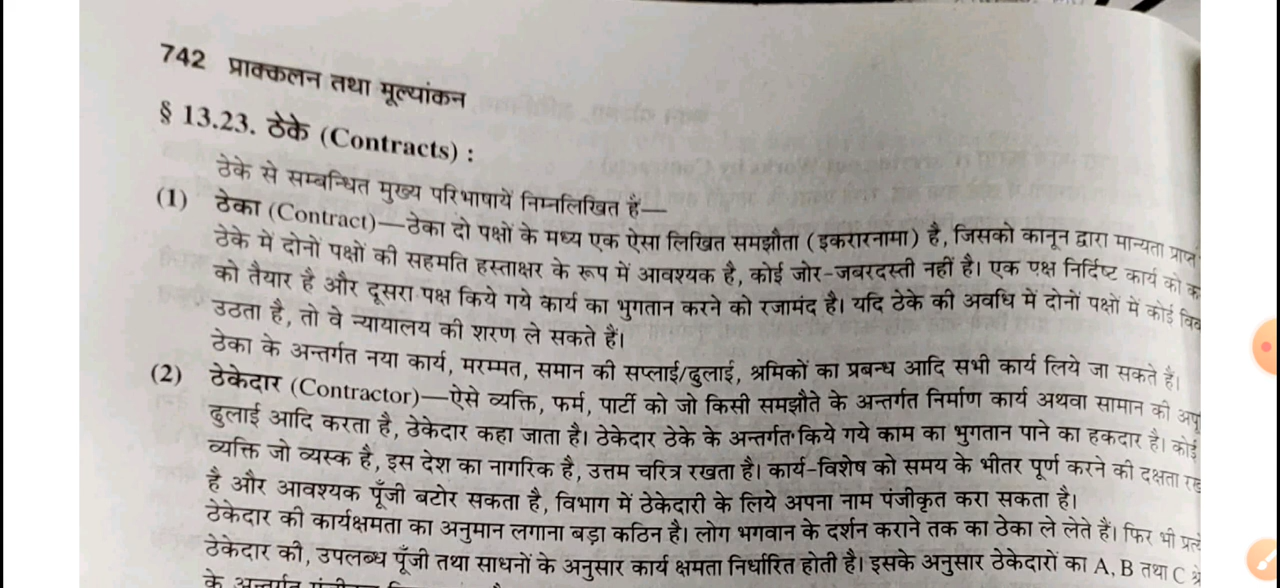 742 प्राक्कलन तथा मूल्यांकन
§ 13.23. ठेके (Contracts) :
ठेके से सम्बन्धित मुख्य परिभाषायें निम्नलिखित हैं—
(1) ठेका (Contract)—ठेका दो पक्षों के मध्य एक ऐसा लिखित समझौता (इकरारनामा) है, जिसको कानून द्वारा मान्यता प्राप्त
ठेके में दोनों पक्षों की सहमति हस्ताक्षर के रूप में आवश्यक है, कोई जोर-जबरदस्ती नहीं है। एक पक्ष निर्दिष्ट कार्य को
को तैयार है और दूसरा पक्ष किये गये कार्य का भुगतान करने को रजामंद है। यदि ठेके की अवधि में दोनों पक्षों में कोई
उठता है, तो वे न्यायालय की शरण ले सकते हैं।
ठेका के अन्तर्गत नया कार्य, मरम्मत, समान की सप्लाई/ढुलाई, श्रमिकों का प्रबन्ध आदि सभी कार्य लिये जा सकते हैं।
(2) ठेकेदार (Contractor)—ऐसे व्यक्ति, फर्म, पार्टी को जो किसी समझौते के अन्तर्गत निर्माण कार्य अथवा सामान की
ढुलाई आदि करता है, ठेकेदार कहा जाता है। ठेकेदार ठेके के अन्तर्गत किये गये काम का भुगतान पाने का हकदार है। कोई
व्यक्ति जो व्यस्क है, इस देश का नागरिक है, उत्तम चरित्र रखता है। कार्य-विशेष को समय के भीतर पूर्ण करने की दक्षता
है और आवश्यक पूँजी बटोर सकता है, विभाग में ठेकेदारी के लिये अपना नाम पंजीकृत करा सकता है।
ठेकेदार की कार्यक्षमता का अनुमान लगाना बड़ा कठिन है। लोग भगवान के दर्शन कराने तक का ठेका ले लेते हैं। फिर भी
ठेकेदार की, उपलब्ध पूँजी तथा साधनों के अनुसार कार्य क्षमता निर्धारित होती है। इसके अनुसार ठेकेदारों का A, B तथा C
के अन्तर्गत